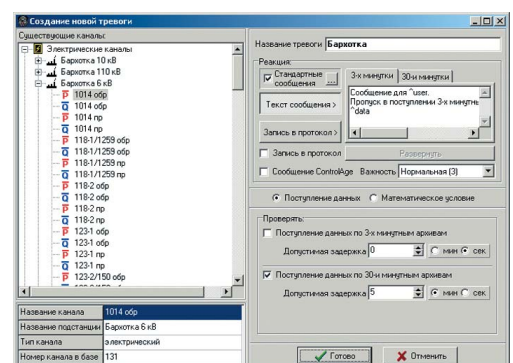 Создание новой тревоги
Существующие каналы:
Электрические каналы
Бархотка 10 кВ
Бархотка 110 кВ
Бархотка 6 кВ
P 1014 обр
Q 1014 обр
P 1014 пр
Q 1014 пр
P 118-1/1259 обр
Q 118-1/1259 обр
P 118-1/1259 пр
Q 118-1/1259 пр
P 118-2 обр
Q 118-2 обр
P 118-2 пр
Q 118-2 пр
P 123-1 обр
Q 123-1 обр
P 123-1 пр
Q 123-1 пр
P 123-2/150 обр
Название канала 1014 обр
Название подстанции Бархотка 6 кВ
Тип канала электрический
Номер канала в базе 131
Название тревоги Бархотка
Реакция:
Стандартные сообщения ...
Текст сообщения >
Запись в протокол >
3-х минутки 30-и минутки
Сообщение для ^user.
Пропуск в поступлении 3-х минутнь
^data
Запись в протокол Развернуть
Сообщение ControlAge Важность Нормальная (3)
Поступление данных Математическое условие
Проверять:
Поступление данных по 3-х минутным архивам
Допустимая задержка 0 мин сек
Поступление данных по 30-и минутным архивам
Допустимая задержка 5 мин сек
Готово Отменить